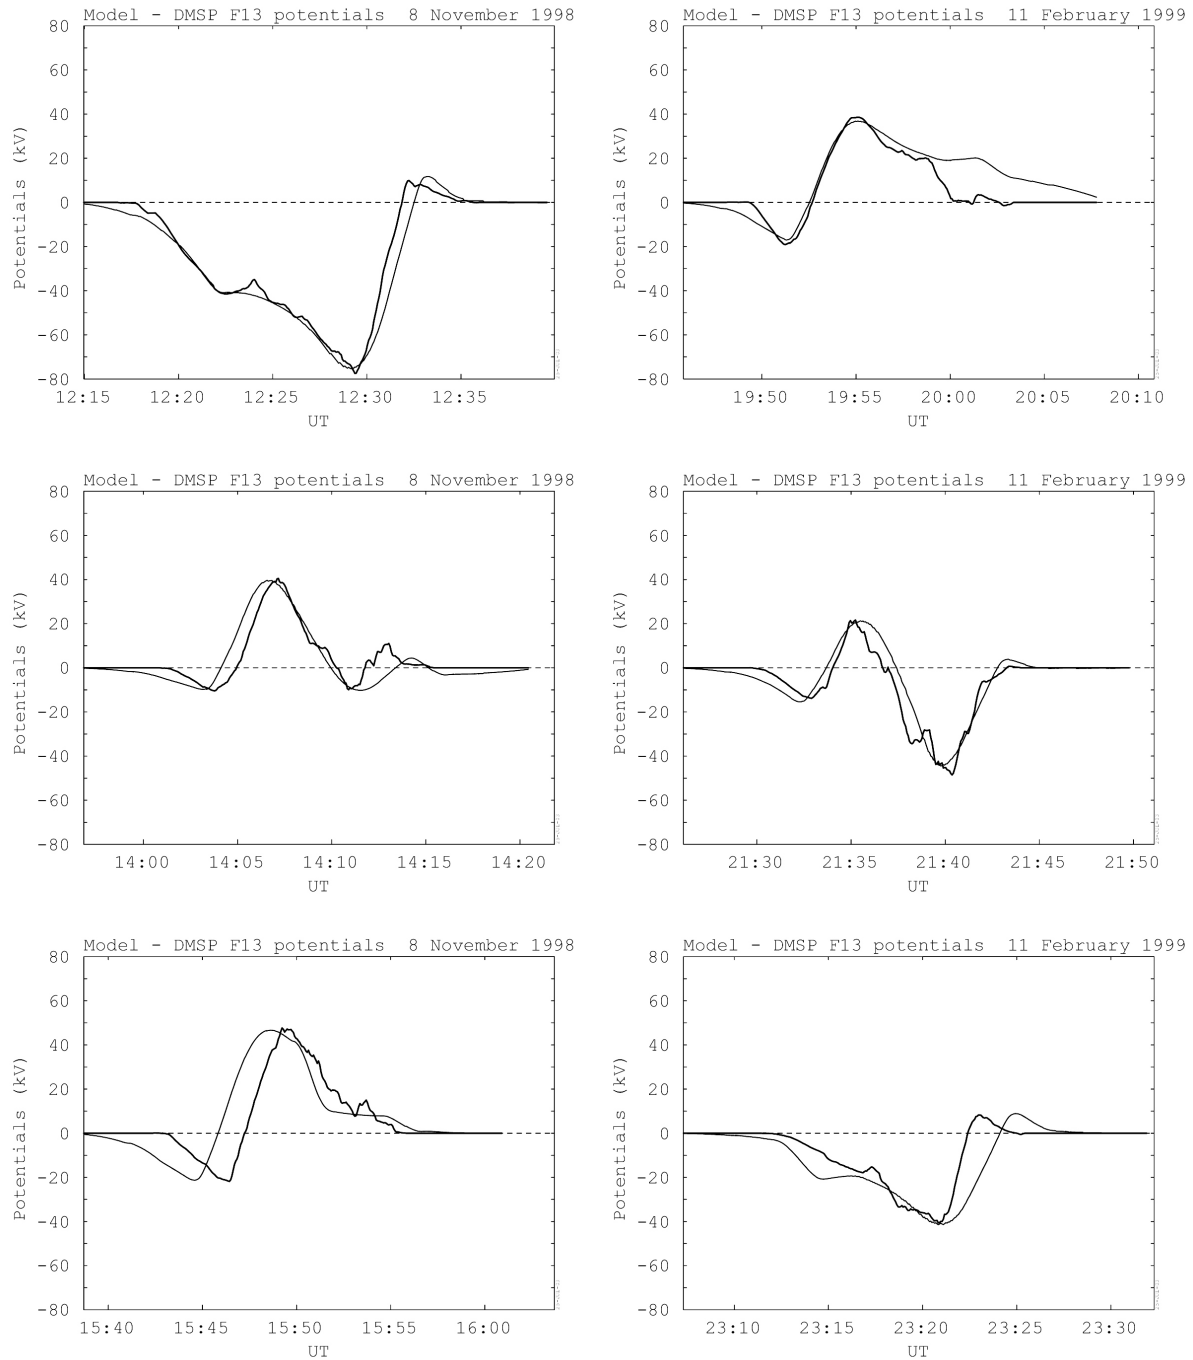 Model - DMSP F13 potentials 8 November 1998
80
60
40
20
0
-20
-40
-60
-80
Potentials (kV)
12:15 12:20 12:25 12:30 12:35
UT
Model - DMSP F13 potentials 11 February 1999
80
60
40
20
0
-20
-40
-60
-80
Potentials (kV)
19:50 19:55 20:00 20:05 20:10
UT
Model - DMSP F13 potentials 8 November 1998
80
60
40
20
0
-20
-40
-60
-80
Potentials (kV)
14:00 14:05 14:10 14:15 14:20
UT
Model - DMSP F13 potentials 11 February 1999
80
60
40
20
0
-20
-40
-60
-80
Potentials (kV)
21:30 21:35 21:40 21:45 21:50
UT
Model - DMSP F13 potentials 8 November 1998
80
60
40
20
0
-20
-40
-60
-80
Potentials (kV)
15:40 15:45 15:50 15:55 16:00
UT
Model - DMSP F13 potentials 11 February 1999
80
60
40
20
0
-20
-40
-60
-80
Potentials (kV)
23:10 23:15 23:20 23:25 23:30
UT